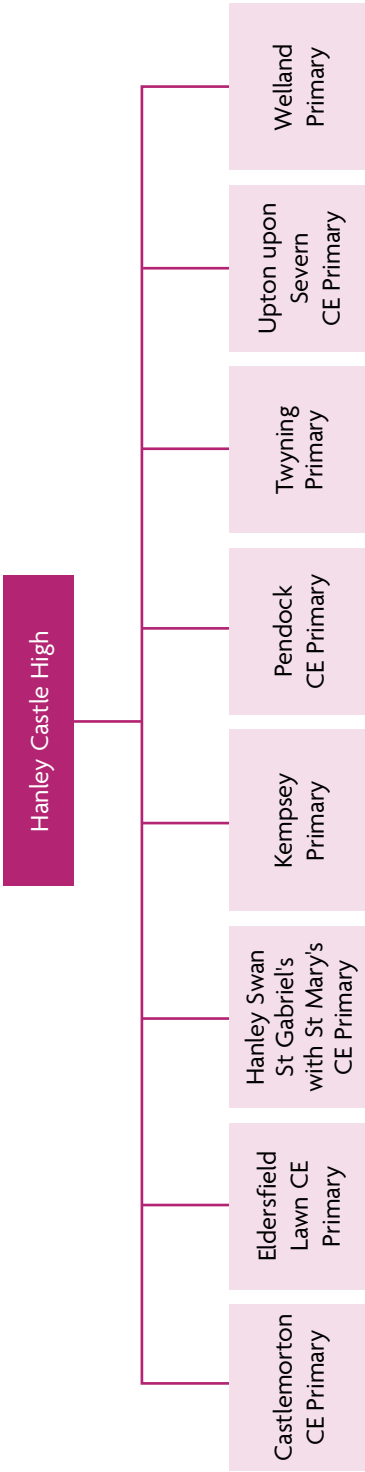 Hanley Castle High
Castlemorton
CE Primary
Eldersfield
Lawn CE
Primary
Hanley Swan
St Gabriel's
with St Mary's
CE Primary
Kempsey
Primary
Pendock
CE Primary
Twyning
Primary
Upton upon
Severn
CE Primary
Welland
Primary